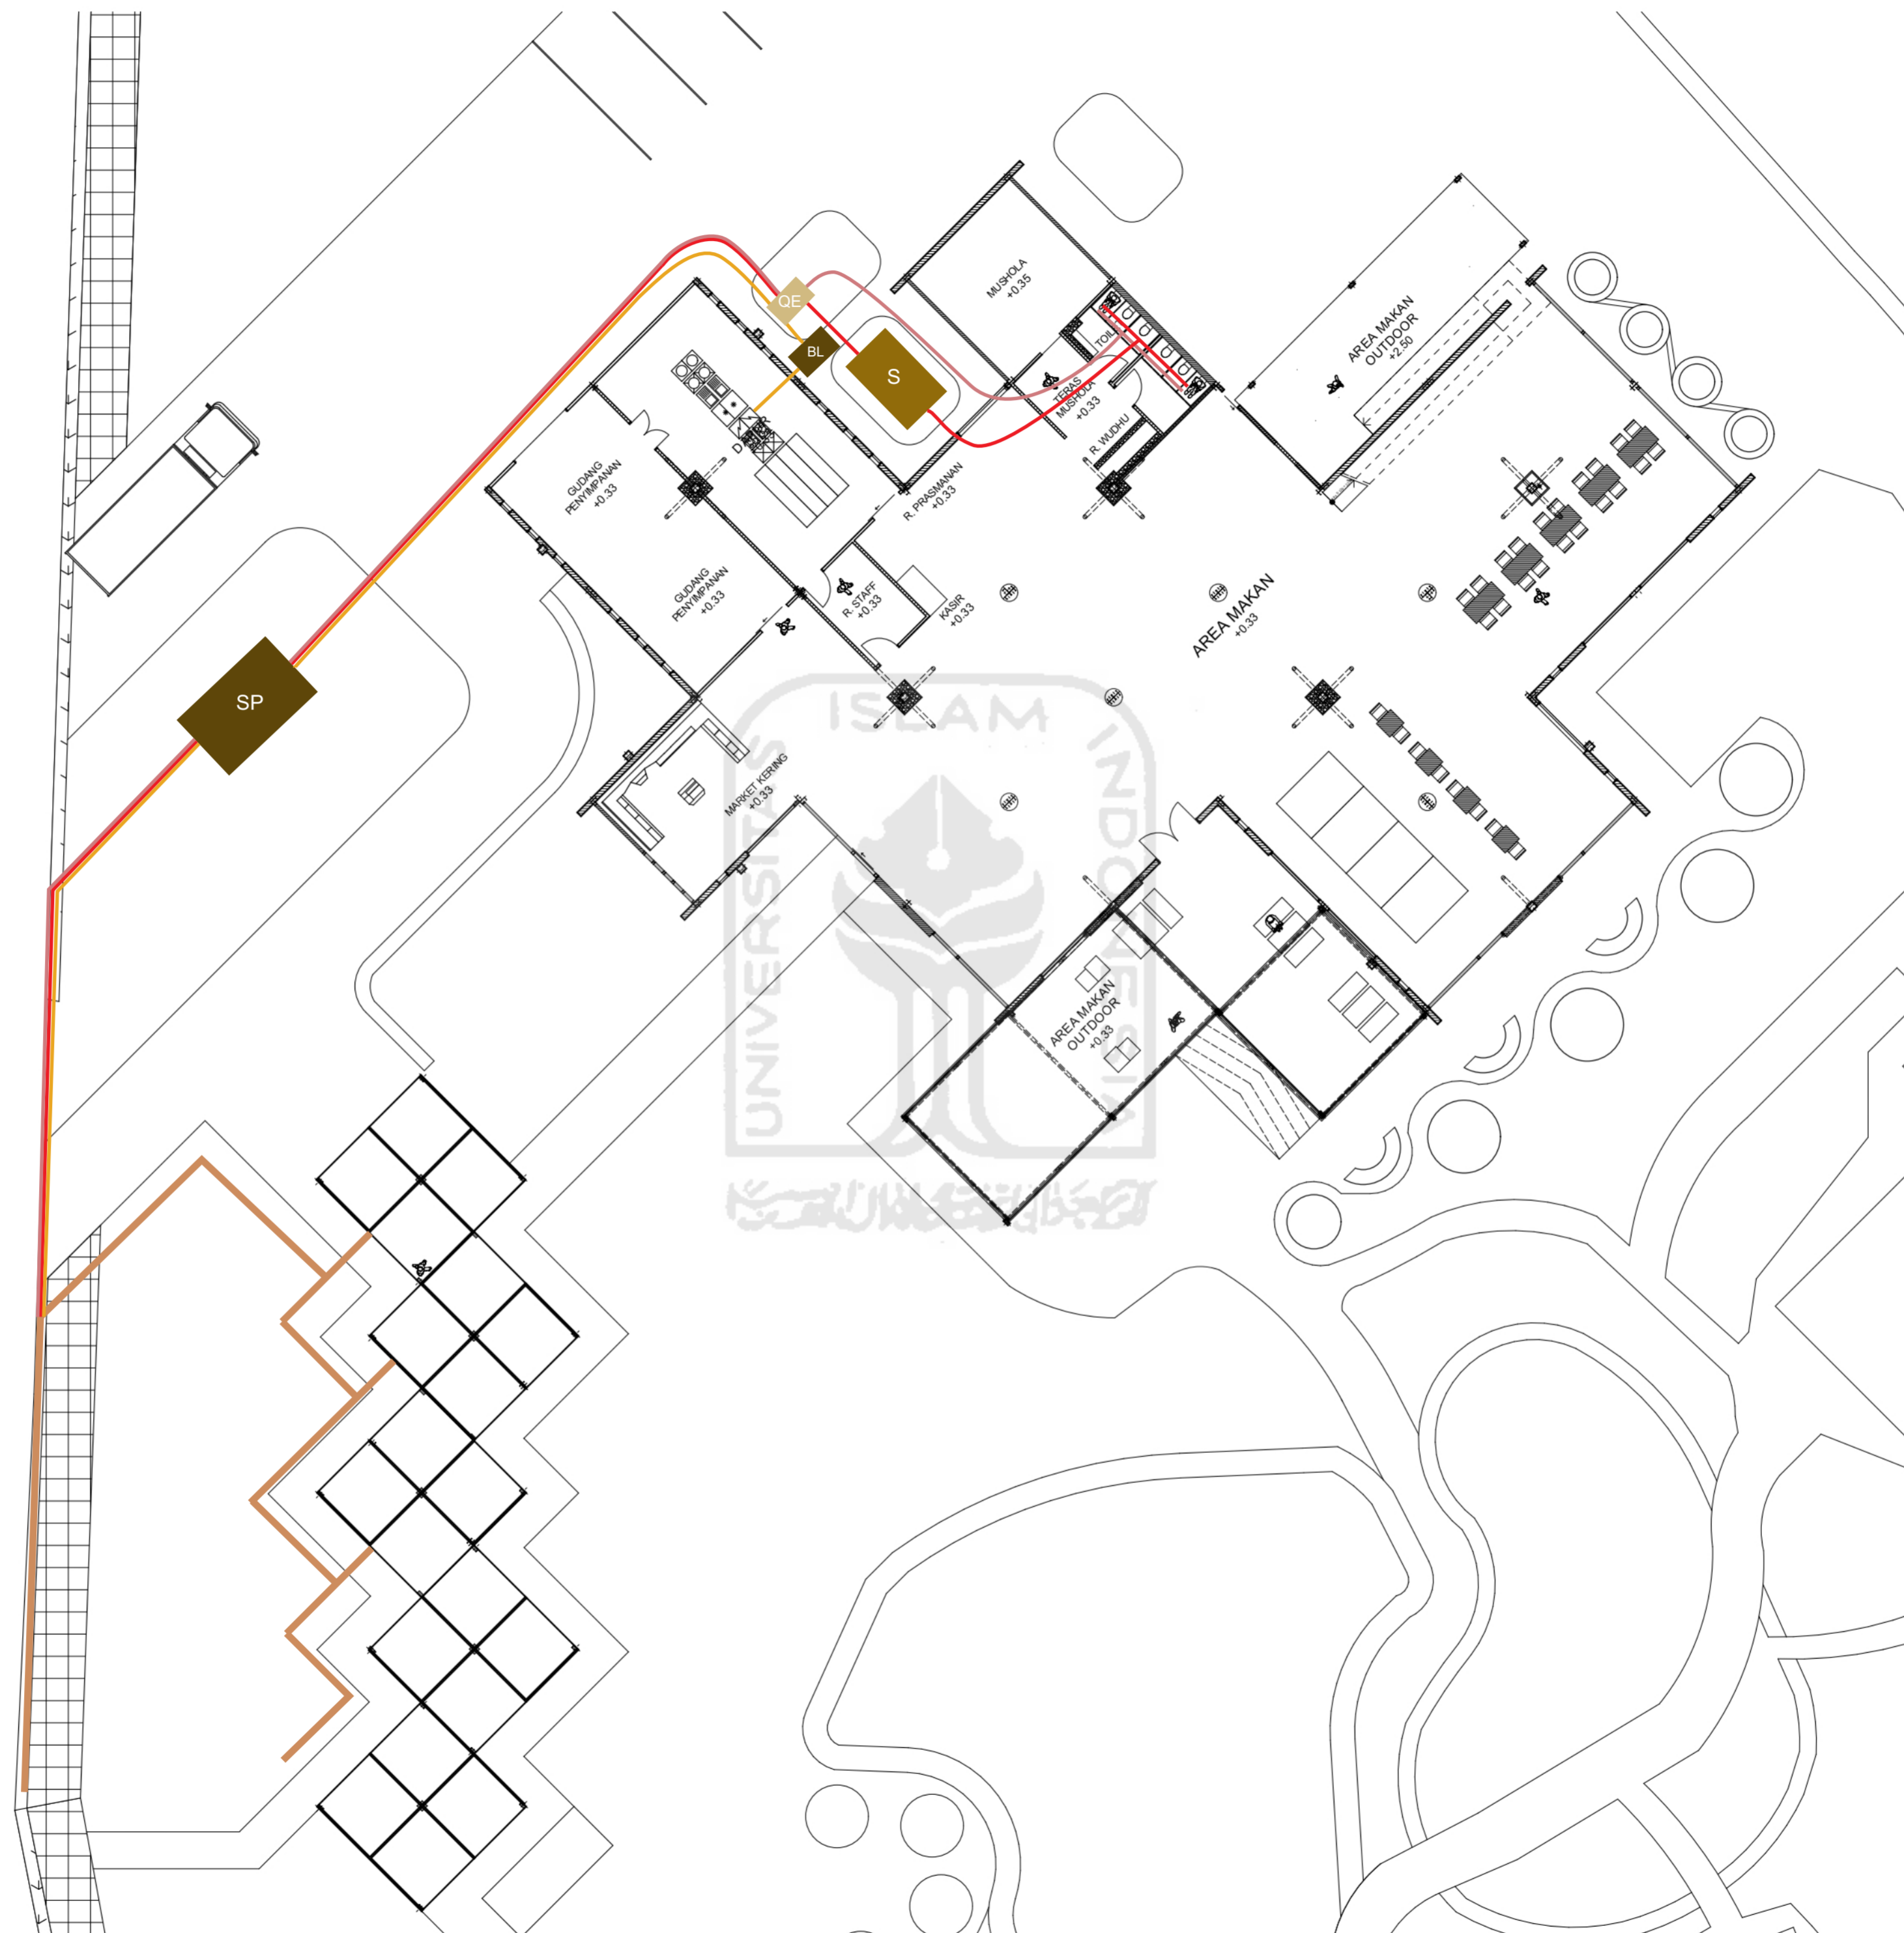 MUSHOLA
+0.35
AREA MAKAN
OUTDOOR
+2.50
QE
BL
S
TERAS
MUSHOLA
+0.33
R. WUDHU
GUDANG
PENYIMPANAN
+0.33
R. PRASMANAN
+0.33
GUDANG
PENYIMPANAN
+0.33
R. STAFF
+0.33
KASIR
+0.33
AREA MAKAN
+0.33
SP
MARKET KERING
+0.33
AREA MAKAN
OUTDOOR
+0.33
UNIVERSITAS
ISLAM
INDONESIA